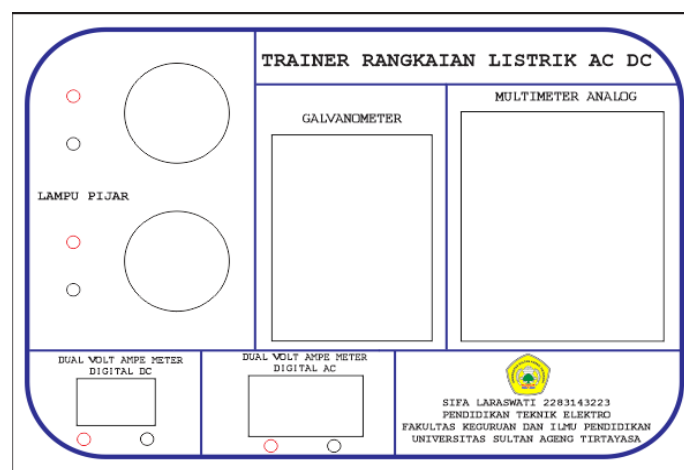 TRAINER RANGKAIAN LISTRIK AC DC
MULTIMETER ANALOG
GALVANOMETER
LAMPU PIJAR
DUAL VOLT AMPE METER
DIGITAL DC
DUAL VOLT AMPE METER
DIGITAL AC
SIFA LARASWATI 2283143223
PENDIDIKAN TEKNIK ELEKTRO
FAKULTAS KEGURUAN DAN ILMU PENDIDIKAN
UNIVERSITAS SULTAN AGENG TIRTAYASA